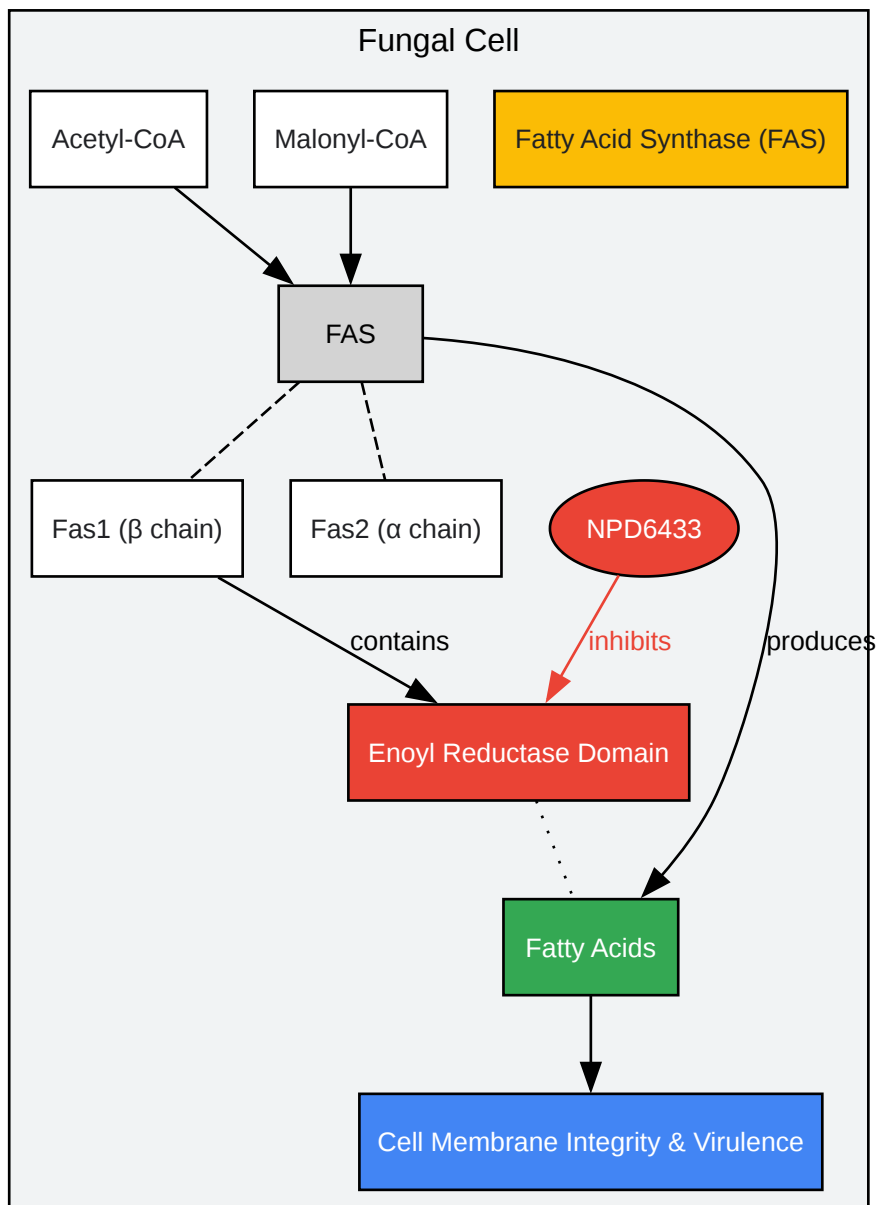 Fungal Cell
Acetyl-CoA
Malonyl-CoA
Fatty Acid Synthase (FAS)
FAS
Fas1 (β chain)
Fas2 (α chain)
NPD6433
contains
inhibits
produces
Enoyl Reductase Domain
Fatty Acids
Cell Membrane Integrity & Virulence